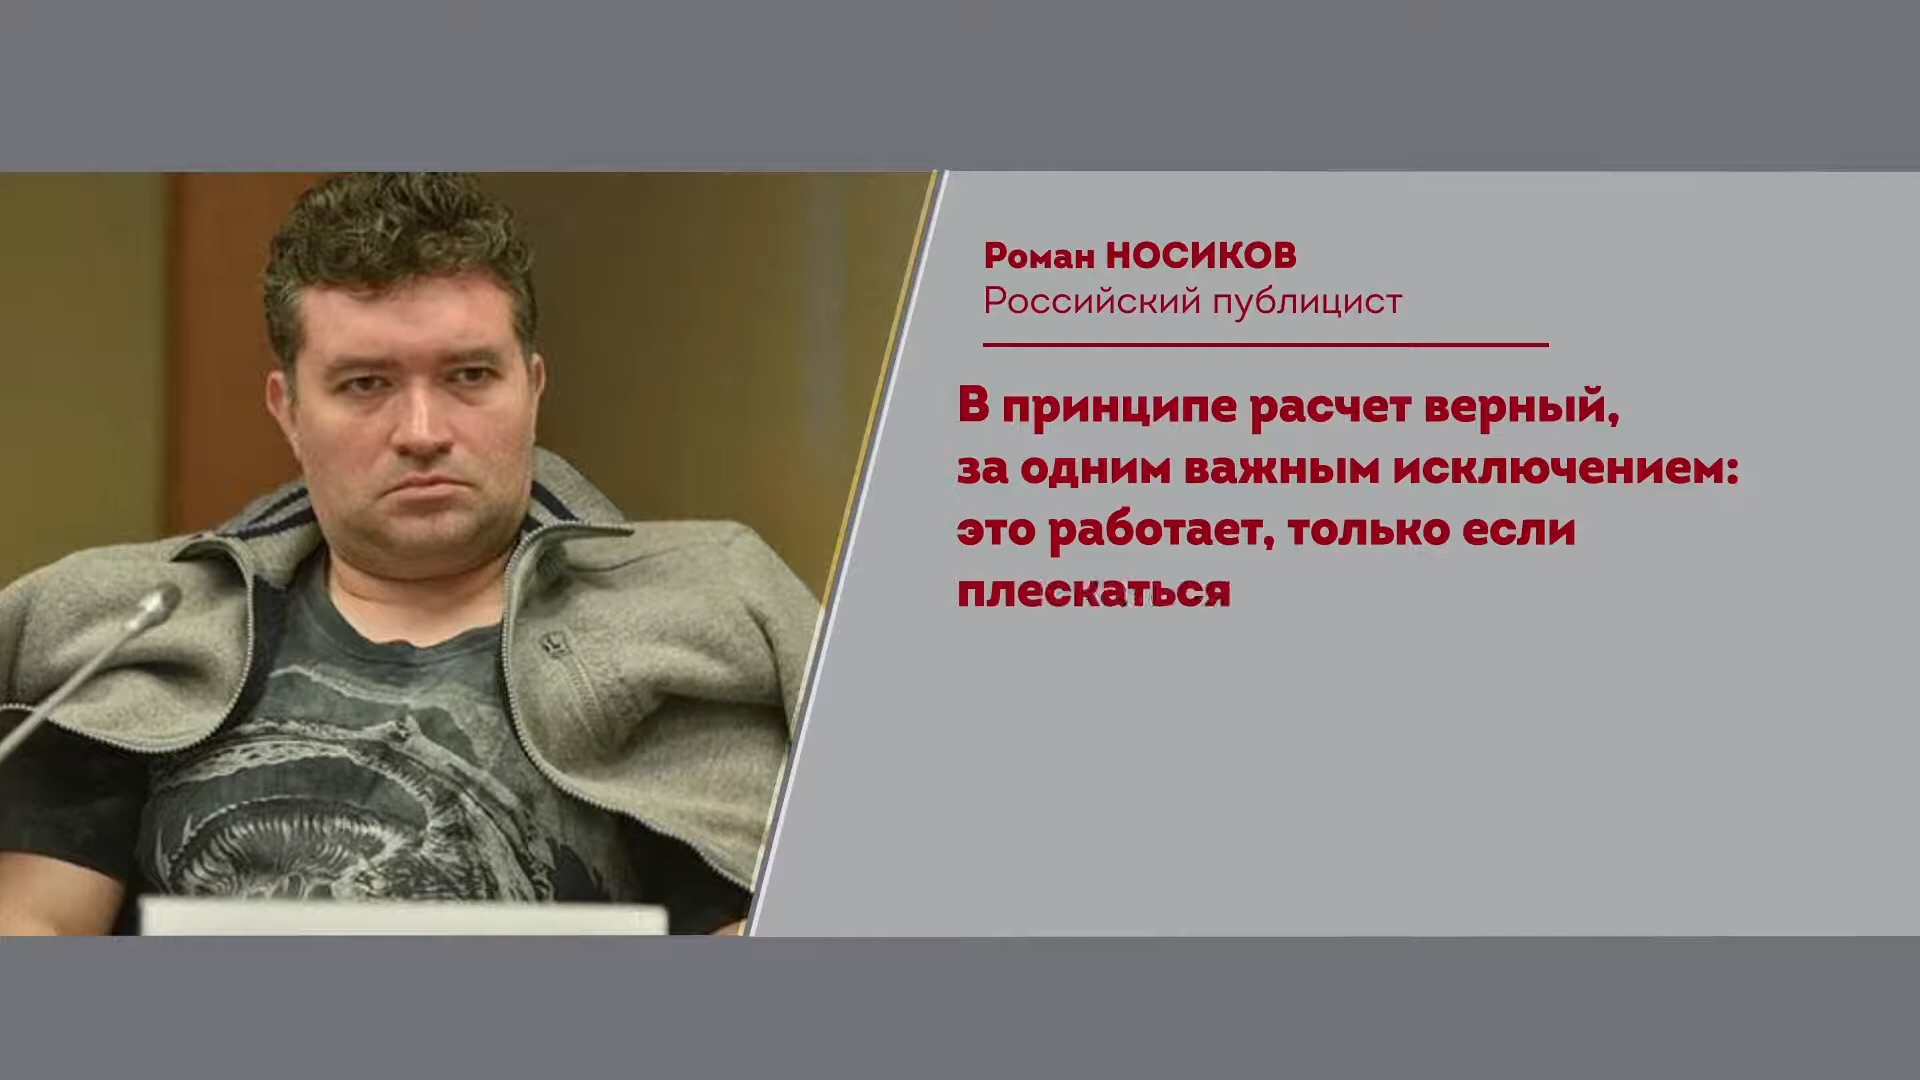 Роман НОСИКОВ
Российский публицист
В принципе расчет верный,
за одним важным исключением:
это работает, только если
плескаться